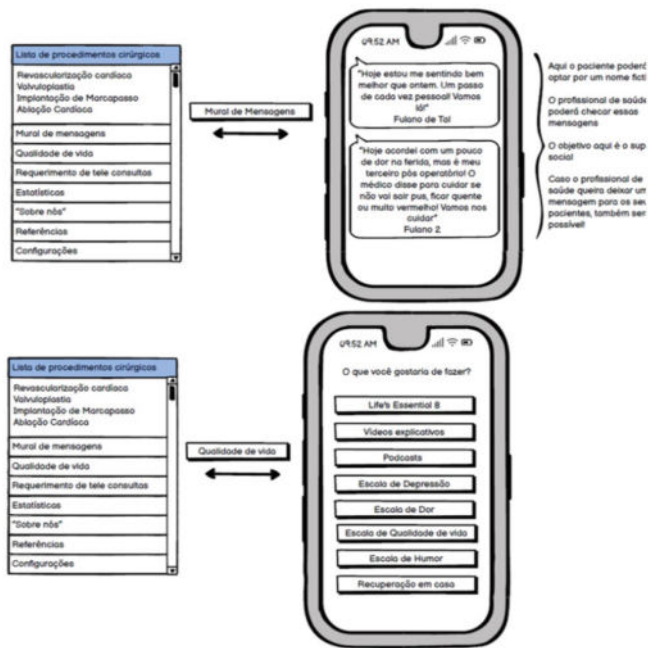 Lista de procedimentos cirúrgicos
Revascularização cardíaca
Valvuloplastia
Implantação de Marcapasso
Ablação Cardíaca
Mural de mensagens
Qualidade de vida
Requerimento de tele consultas
Estatísticas
"Sobre nós"
Referências
Configurações
Mural de Mensagens
09:52 AM
"Hoje estou me sentindo bem
melhor que ontem. Um passo
de cada vez pessoal! Vamos
lá!"
Fulano de Tal
"Hoje acordei com um pouco
de dor na ferida, mas é meu
terceiro pós operatório! O
médico disse para cuidar se
não vai sair pus, ficar quente
ou muito vermelho! Vamos nos
cuidar"
Fulano 2
Aqui o paciente poderá
optar por um nome
O profissional de saúde
poderá checar essas
mensagens
O objetivo aqui é o
social
Caso o profissional de
saúde queira deixar
mensagem para os
pacientes, também
possível!
Lista de procedimentos cirúrgicos
Revascularização cardíaca
Valvuloplastia
Implantação de Marcapasso
Ablação Cardíaca
Mural de mensagens
Qualidade de vida
Requerimento de tele consultas
Estatísticas
"Sobre nós"
Referências
Configurações
Qualidade de vida
09:52 AM
O que você gostaria de fazer?
Life's Essential 8
Vídeos explicativos
Podcasts
Escala de Depressão
Escala de Dor
Escala de Qualidade de vida
Escala de Humor
Recuperação em casa